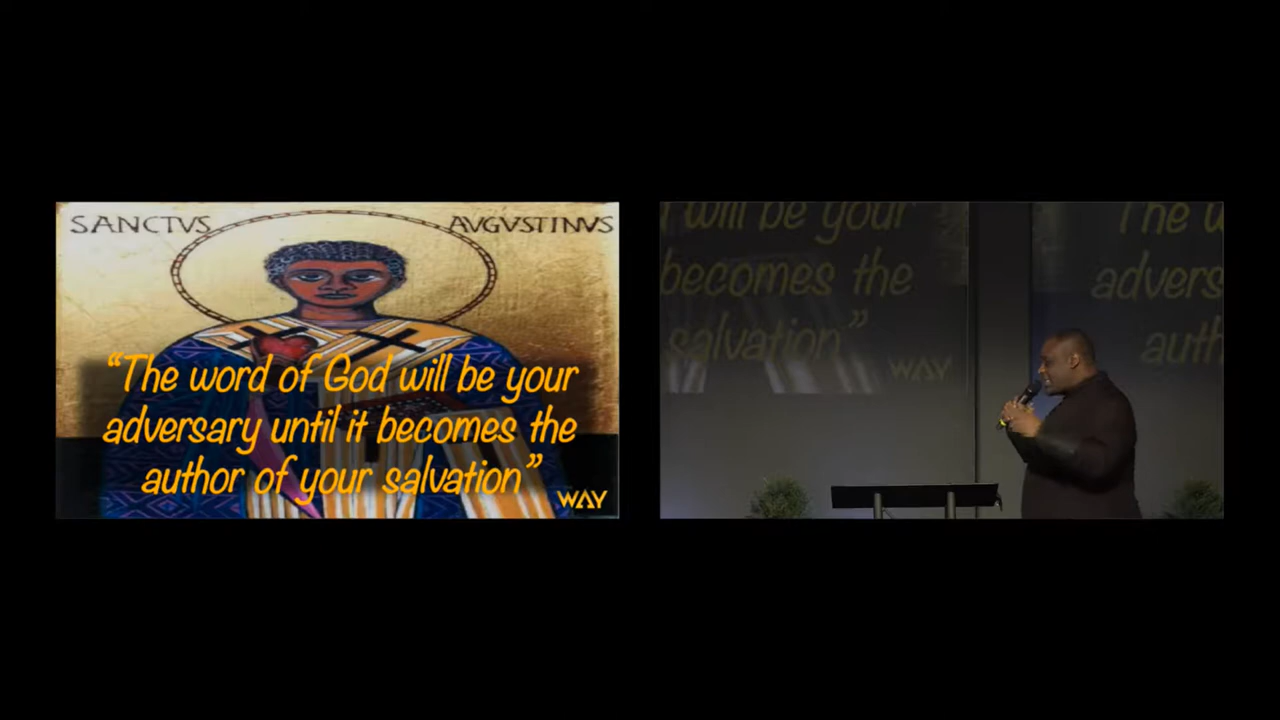 SANCTVS AVGVSTINVS
“The word of God will be your
adversary until it becomes the
author of your salvation”
WAY
will be your
becomes the
salvation”
WAY
The w
advers
auth